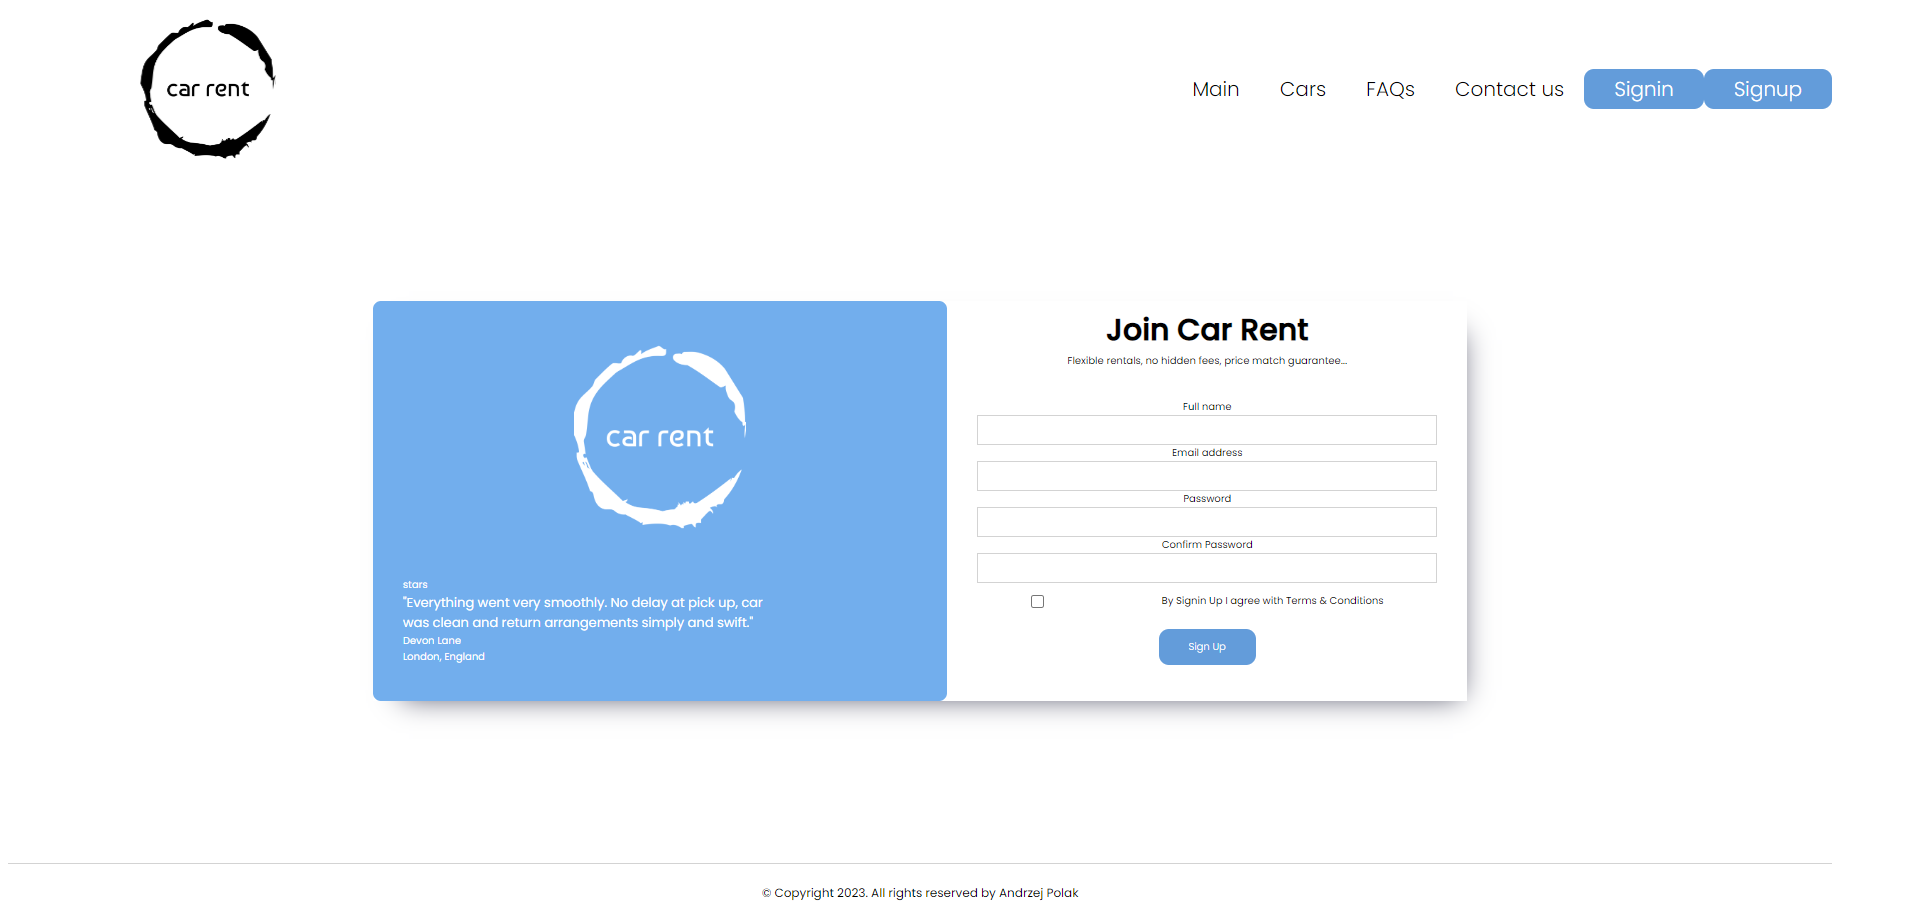 car rent
Main
Cars
FAQs
Contact us
Signin
Signup
car rent
stars
"Everything went very smoothly. No delay at pick up, car
was clean and return arrangements simply and swift."
Devon Lane
London, England
Join Car Rent
Flexible rentals, no hidden fees, price match guarantee...
Full name
Email address
Password
Confirm Password
By Signin Up I agree with Terms & Conditions
Sign Up
© Copyright 2023. All rights reserved by Andrzej Polak